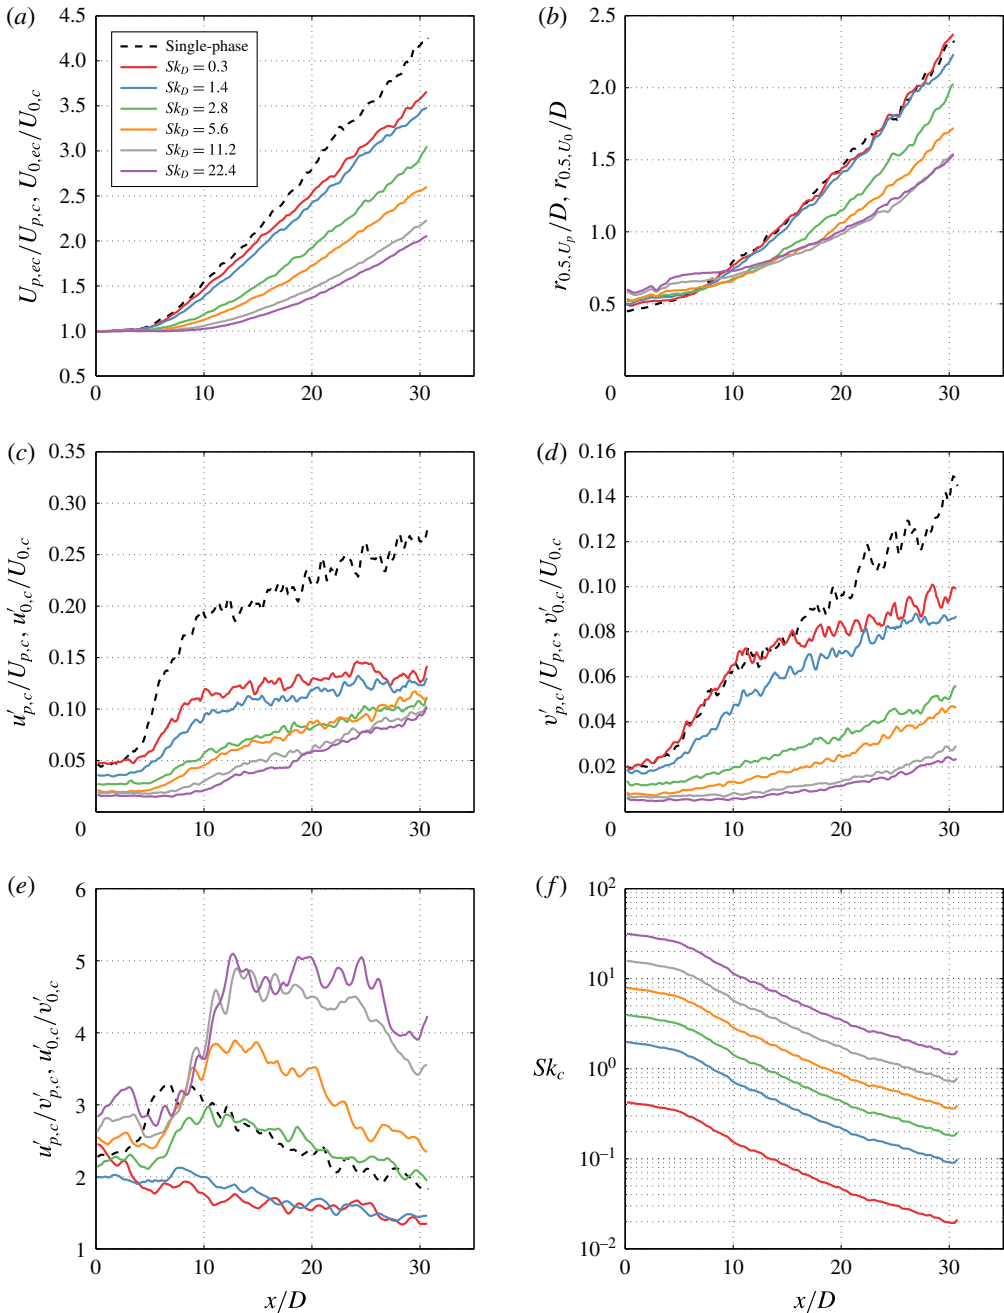 (a)
4.5
4.0
3.5
3.0
2.5
2.0
1.5
1.0
0.5
0 10 20 30
U_{p,ec}/U_{p,c}, U_{0,ec}/U_{0,c}
Single-phase
Sk_D = 0.3
Sk_D = 1.4
Sk_D = 2.8
Sk_D = 5.6
Sk_D = 11.2
Sk_D = 22.4
(b)
2.5
2.0
1.5
1.0
0.5
0 10 20 30
r_{0.5,U_p}/D, r_{0.5,U_0}/D
(c)
0.35
0.30
0.25
0.20
0.15
0.10
0.05
0 10 20 30
u′_{p,c}/U_{p,c}, u′_{0,c}/U_{0,c}
(d)
0.16
0.14
0.12
0.10
0.08
0.06
0.04
0.02
0 10 20 30
v′_{p,c}/U_{p,c}, v′_{0,c}/U_{0,c}
(e)
6
5
4
3
2
1
0 10 20 30
u′_{p,c}/v′_{p,c}, u′_{0,c}/v′_{0,c}
x/D
(f)
10²
10¹
10⁰
10⁻¹
10⁻²
0 10 20 30
Sk_c
x/D